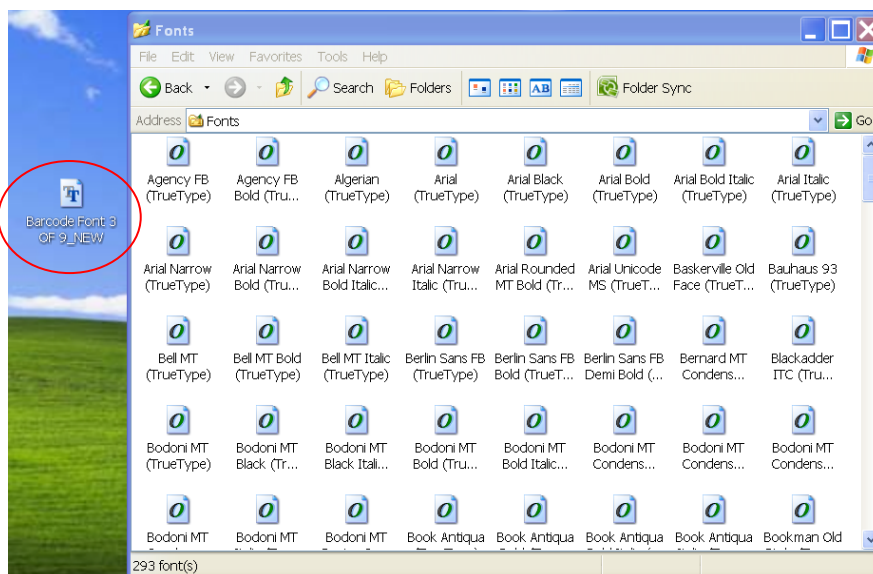 Fonts
File Edit View Favorites Tools Help
Back Search Folders AB Folder Sync
Address Fonts Go
Agency FB Agency FB Algerian Arial Arial Black Arial Bold Arial Bold Italic Arial Italic
(TrueType) Bold (Tru... (TrueType) (TrueType) (TrueType) (TrueType) (TrueType) (TrueType)
Barcode Font 3
OF 9_NEW
Arial Narrow Arial Narrow Arial Narrow Arial Narrow Arial Rounded Arial Unicode Baskerville Old Bauhaus 93
(TrueType) Bold (Tru... Bold Italic... Italic (Tru... MT Bold (Tr... MS (TrueT... Face (TrueT... (TrueType)
Bell MT Bell MT Bold Bell MT Italic Berlin Sans FB Berlin Sans FB Berlin Sans FB Bernard MT Blackadder
(TrueType) (TrueType) (TrueType) (TrueType) Bold (TrueT... Demi Bold (... Condens... ITC (Tru...
Bodoni MT Bodoni MT Bodoni MT Bodoni MT Bodoni MT Bodoni MT Bodoni MT Bodoni MT
(TrueType) Black (Tr... Black Itali... Bold (Tru... Bold Italic... Condens... Condens... Condens...
Bodoni MT Bodoni MT Bodoni MT Book Antiqua Book Antiqua Book Antiqua Book Antiqua Bookman Old
293 font(s)